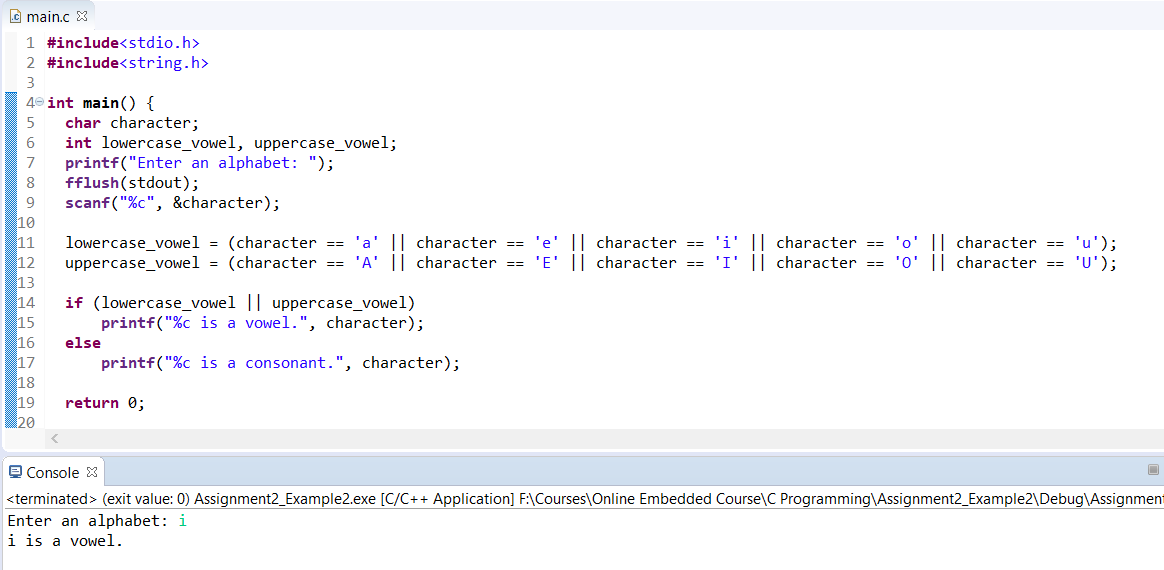 main.c
1 #include<stdio.h>
2 #include<string.h>
3
4 int main() {
5 char character;
6 int lowercase_vowel, uppercase_vowel;
7 printf("Enter an alphabet: ");
8 fflush(stdout);
9 scanf("%c", &character);
10
11 lowercase_vowel = (character == 'a' || character == 'e' || character == 'i' || character == 'o' || character == 'u');
12 uppercase_vowel = (character == 'A' || character == 'E' || character == 'I' || character == 'O' || character == 'U');
13
14 if (lowercase_vowel || uppercase_vowel)
15 printf("%c is a vowel.", character);
16 else
17 printf("%c is a consonant.", character);
18
19 return 0;
20
Console
<terminated> (exit value: 0) Assignment2_Example2.exe [C/C++ Application] F:\Courses\Online Embedded Course\C Programming\Assignment2_Example2\Debug\Assignment
Enter an alphabet: i
i is a vowel.